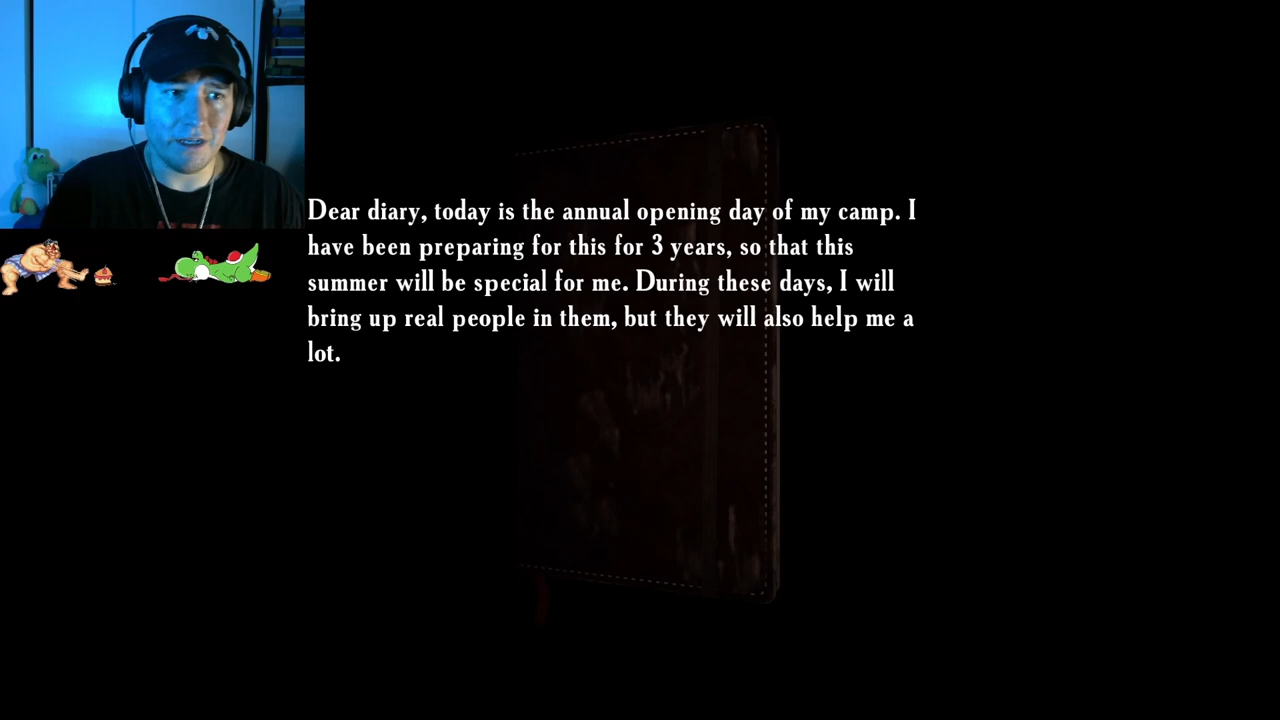 Dear diary, today is the annual opening day of my camp. I
have been preparing for this for 3 years, so that this
summer will be special for me. During these days, I will
bring up real people in them, but they will also help me a
lot.